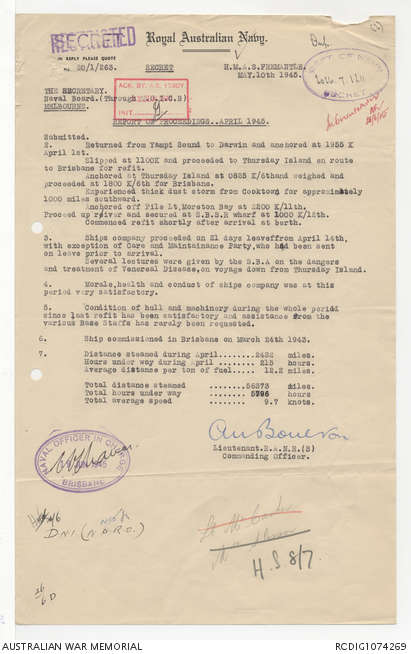 SECRET
Royal Australian Navy.
IN REPLY PLEASE QUOTE
No. 20/1/263. SECRET
H.M.A.S. FREMANTLE.
MAY.10th 1945.
SECRET
THE SECRETARY.
Naval Board.(Through N.O.I.C.B)
MELBOURNE.
REPORT OF PROCEEDINGS..APRIL 1945.
Submitted.
2. Returned from Yampi Sound to Darwin and anchored at 1955 K
April 1st.
Slipped at 1100K and proceeded to Thursday Island en route
to Brisbane for refit.
Anchored at Thursday Island at 0825 K/6thand weighed and
proceeded at 1800 K/6th for Brisbane.
Experienced thick dust storm from Cooktown for approximately
1000 miles southward.
Anchored off Pile Lt,Moreton Bay at 2200 K/11th
Proceed up reiver and secured at S.B.S.R wharf at 1000 K/12th.
Commenced refit shortly after arrival at berth.
3. Ships company proceeded on 21 days leavefrom April 14th,
with exception of Care and Maintainance Party,who had been sent
on leave prior to arrival.
Several lectures were given by the S.B.A on the dangers
and treatment of Venereal Disease,on voyage down from Thursday Island.
4. Morale,health and conduct of ships company was at this
period very satisfactory.
5. Condition of hull and machinery during the whole period
since last refit has been satisfactory and assistance from the
various Base Staffs has rarely been requested.
6. Ship commissioned in Brisbane on March 24th 1943.
7. Distance steamed during April.......2432 miles.
Hours under way during April........215 hours
Average distance per ton of fuel....12.2 miles.
Total distance steamed .............56373 miles.
Total hours under way ..............5796 hours
Total average speed ................9.7 knots.
Lieutenant.R.A.N.R.(S)
Commanding Officer.
NAVAL OFFICER IN CHARGE
BRISBANE
DNI (N.O.R.O.)
H.S 8/7
26/6 D
AUSTRALIAN WAR MEMORIAL
RCDIG1074269